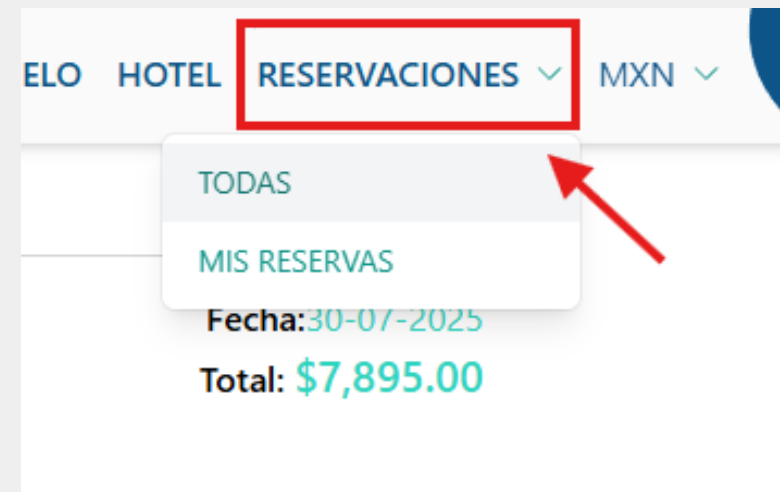 ELO HOTEL RESERVACIONES MXN
TODAS
MIS RESERVAS
Fecha:30-07-2025
Total: $7,895.00